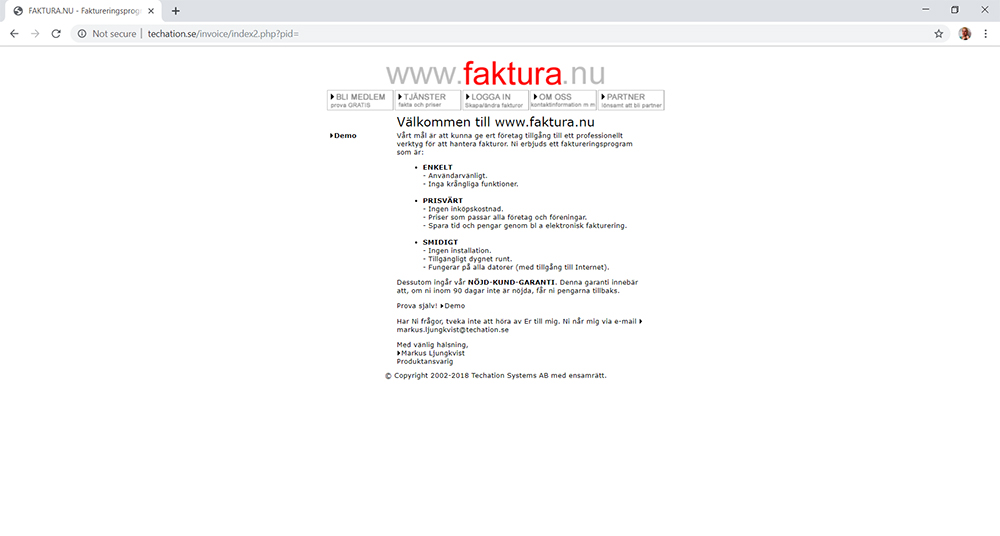 FAKTURA.NU - Faktureringsprogr
Not secure | techation.se/invoice/index2.php?pid=
www.faktura.nu
BLI MEDLEM
prova GRATIS
TJÄNSTER
fakta och priser
LOGGA IN
Skapa/ändra fakturor
OM OSS
kontaktinformation m m
PARTNER
lönsamt att bli partner
Välkommen till www.faktura.nu
Demo
Vårt mål är att kunna ge ert företag tillgång till ett professionellt
verktyg för att hantera fakturor. Ni erbjuds ett faktureringsprogram
som är:
• ENKELT
- Användarvänligt.
- Inga krångliga funktioner.
• PRISVÄRT
- Ingen inköpskostnad.
- Priser som passar alla företag och föreningar.
- Spara tid och pengar genom bl a elektronisk fakturering.
• SMIDIGT
- Ingen installation.
- Tillgängligt dygnet runt.
- Fungerar på alla datorer (med tillgång till Internet).
Dessutom ingår vår NÖJD-KUND-GARANTI. Denna garanti innebär
att, om ni inom 90 dagar inte är nöjda, får ni pengarna tillbaks.
Prova själv! Demo
Har Ni frågor, tveka inte att höra av Er till mig. Ni når mig via e-mail
markus.ljungkvist@techation.se
Med vänlig hälsning,
Markus Ljungkvist
Produktansvarig
© Copyright 2002-2018 Techation Systems AB med ensamrätt.